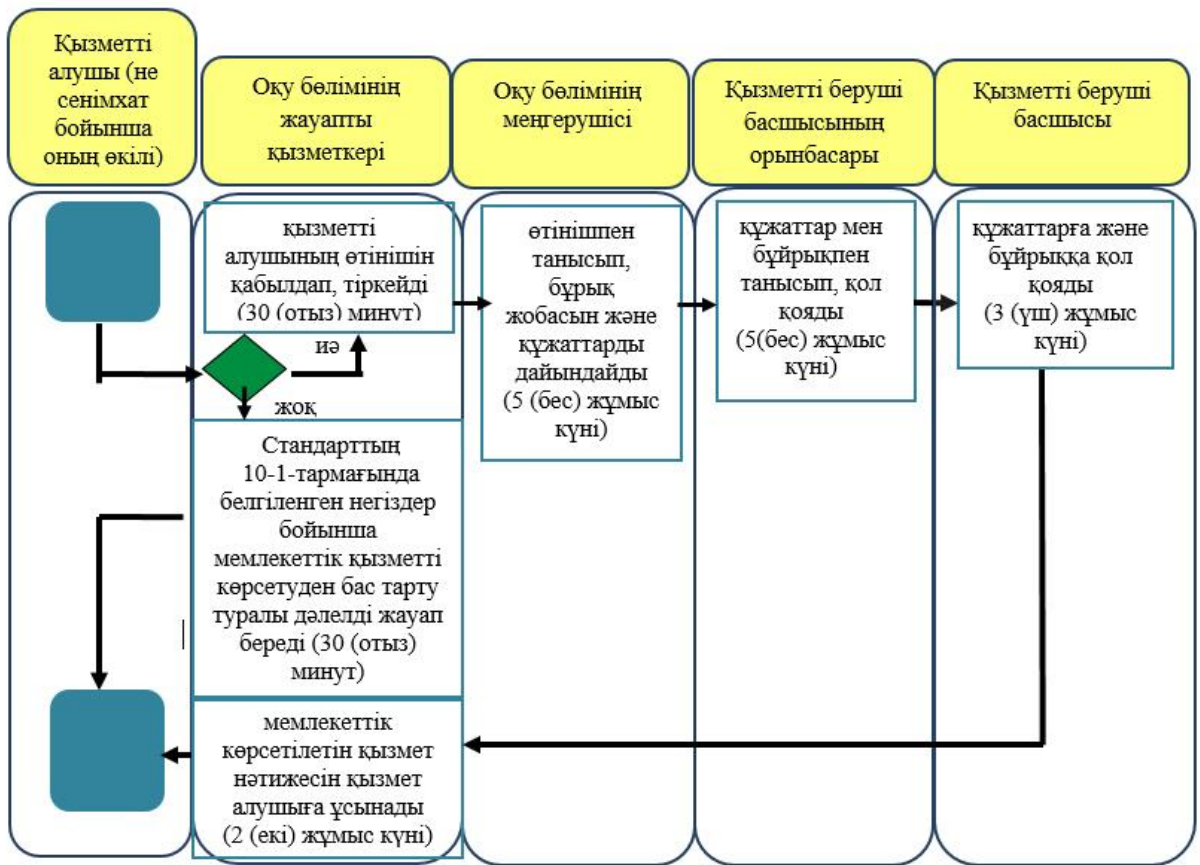 Қызметті
алушы (не
сенімхат
бойынша
оның өкілі)
Оқу бөлімінің
жауапты
қызметкері
Оқу бөлімінің
меңгерушісі
Қызметті беруші
басшысының
орынбасары
Қызметті беруші
басшысы
қызметті
алушының өтінішін
қабылдап, тіркейді
(30 (отыз) минут)
иә
жоқ
өтінішпен
танысып,
бұрық
жобасын және
құжаттарды
дайындайды
(5 (бес) жұмыс
күні)
құжаттар мен
бұйрықпен
танысып, қол
қояды
(5(бес) жұмыс
күні)
құжаттарға және
бұйрыққа қол
қояды
(3 (үш) жұмыс
күні)
Стандарттың
10-1-тармағында
белгіленген негіздер
бойынша
мемлекеттік қызметті
көрсетуден бас тарту
туралы дәлелді жауап
береді (30 (отыз)
минут)
мемлекеттік
көрсетілетін қызмет
нәтижесін қызмет
алушыға ұсынады
(2 (екі) жұмыс күні)